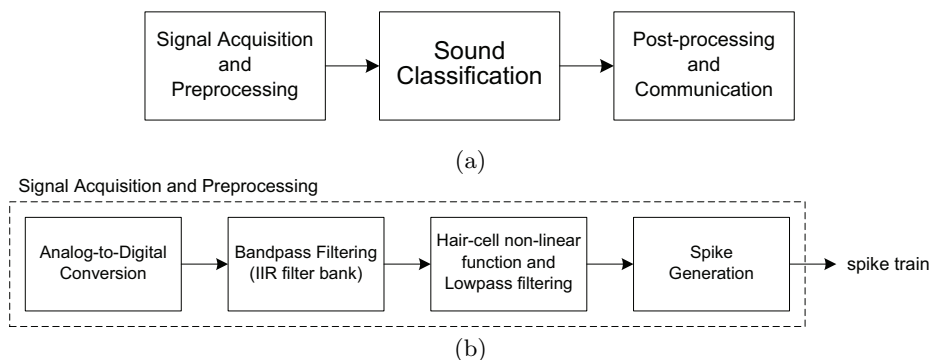 Signal Acquisition
and
Preprocessing
Sound
Classification
Post-processing
and
Communication
(a)
Signal Acquisition and Preprocessing
Analog-to-Digital
Conversion
Bandpass Filtering
(IIR filter bank)
Hair-cell non-linear
function and
Lowpass filtering
Spike
Generation
spike train
(b)